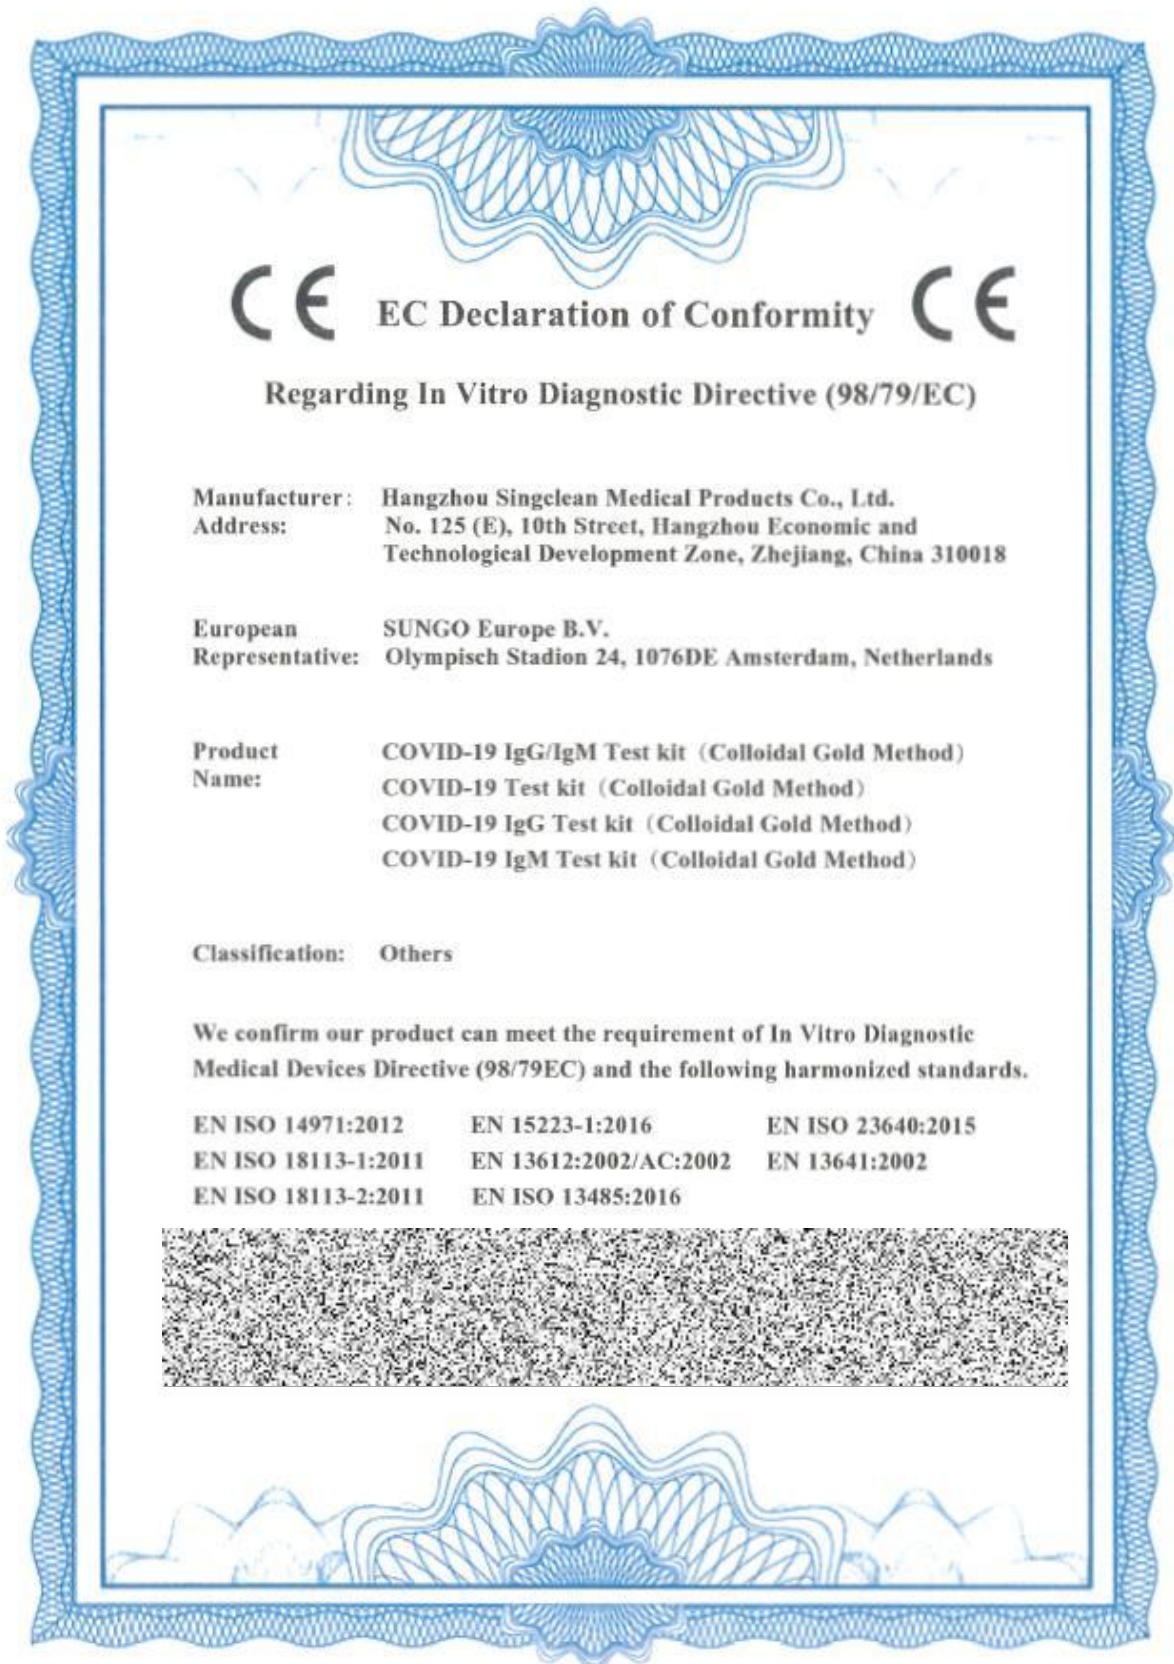 CE EC Declaration of Conformity CE
Regarding In Vitro Diagnostic Directive (98/79/EC)
Manufacturer: Hangzhou Singclean Medical Products Co., Ltd.
Address: No. 125 (E), 10th Street, Hangzhou Economic and
Technological Development Zone, Zhejiang, China 310018
European SUNGO Europe B.V.
Representative: Olympisch Stadion 24, 1076DE Amsterdam, Netherlands
Product COVID-19 IgG/IgM Test kit（Colloidal Gold Method）
Name:
COVID-19 Test kit（Colloidal Gold Method）
COVID-19 IgG Test kit（Colloidal Gold Method）
COVID-19 IgM Test kit（Colloidal Gold Method）
Classification: Others
We confirm our product can meet the requirement of In Vitro Diagnostic
Medical Devices Directive (98/79EC) and the following harmonized standards.
EN ISO 14971:2012 EN 15223-1:2016 EN ISO 23640:2015
EN ISO 18113-1:2011 EN 13612:2002/AC:2002 EN 13641:2002
EN ISO 18113-2:2011 EN ISO 13485:2016